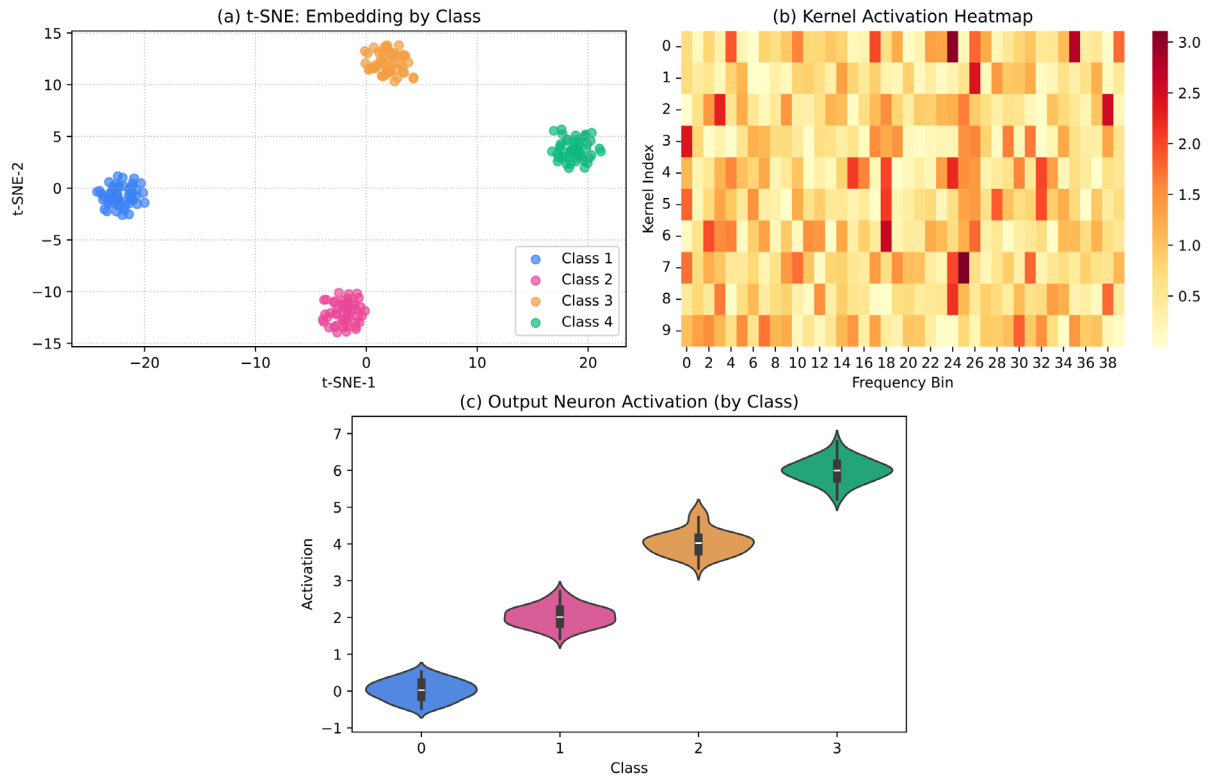 (a) t-SNE: Embedding by Class
15
10
5
0
−5
−10
−15
t-SNE-2
−20
−10
0
10
20
t-SNE-1
Class 1
Class 2
Class 3
Class 4
(b) Kernel Activation Heatmap
0
1
2
3
4
5
6
7
8
9
Kernel Index
0 2 4 6 8 10 12 14 16 18 20 22 24 26 28 30 32 34 36 38
Frequency Bin
3.0
2.5
2.0
1.5
1.0
0.5
(c) Output Neuron Activation (by Class)
7
6
5
4
3
2
1
0
−1
Activation
0
1
2
3
Class